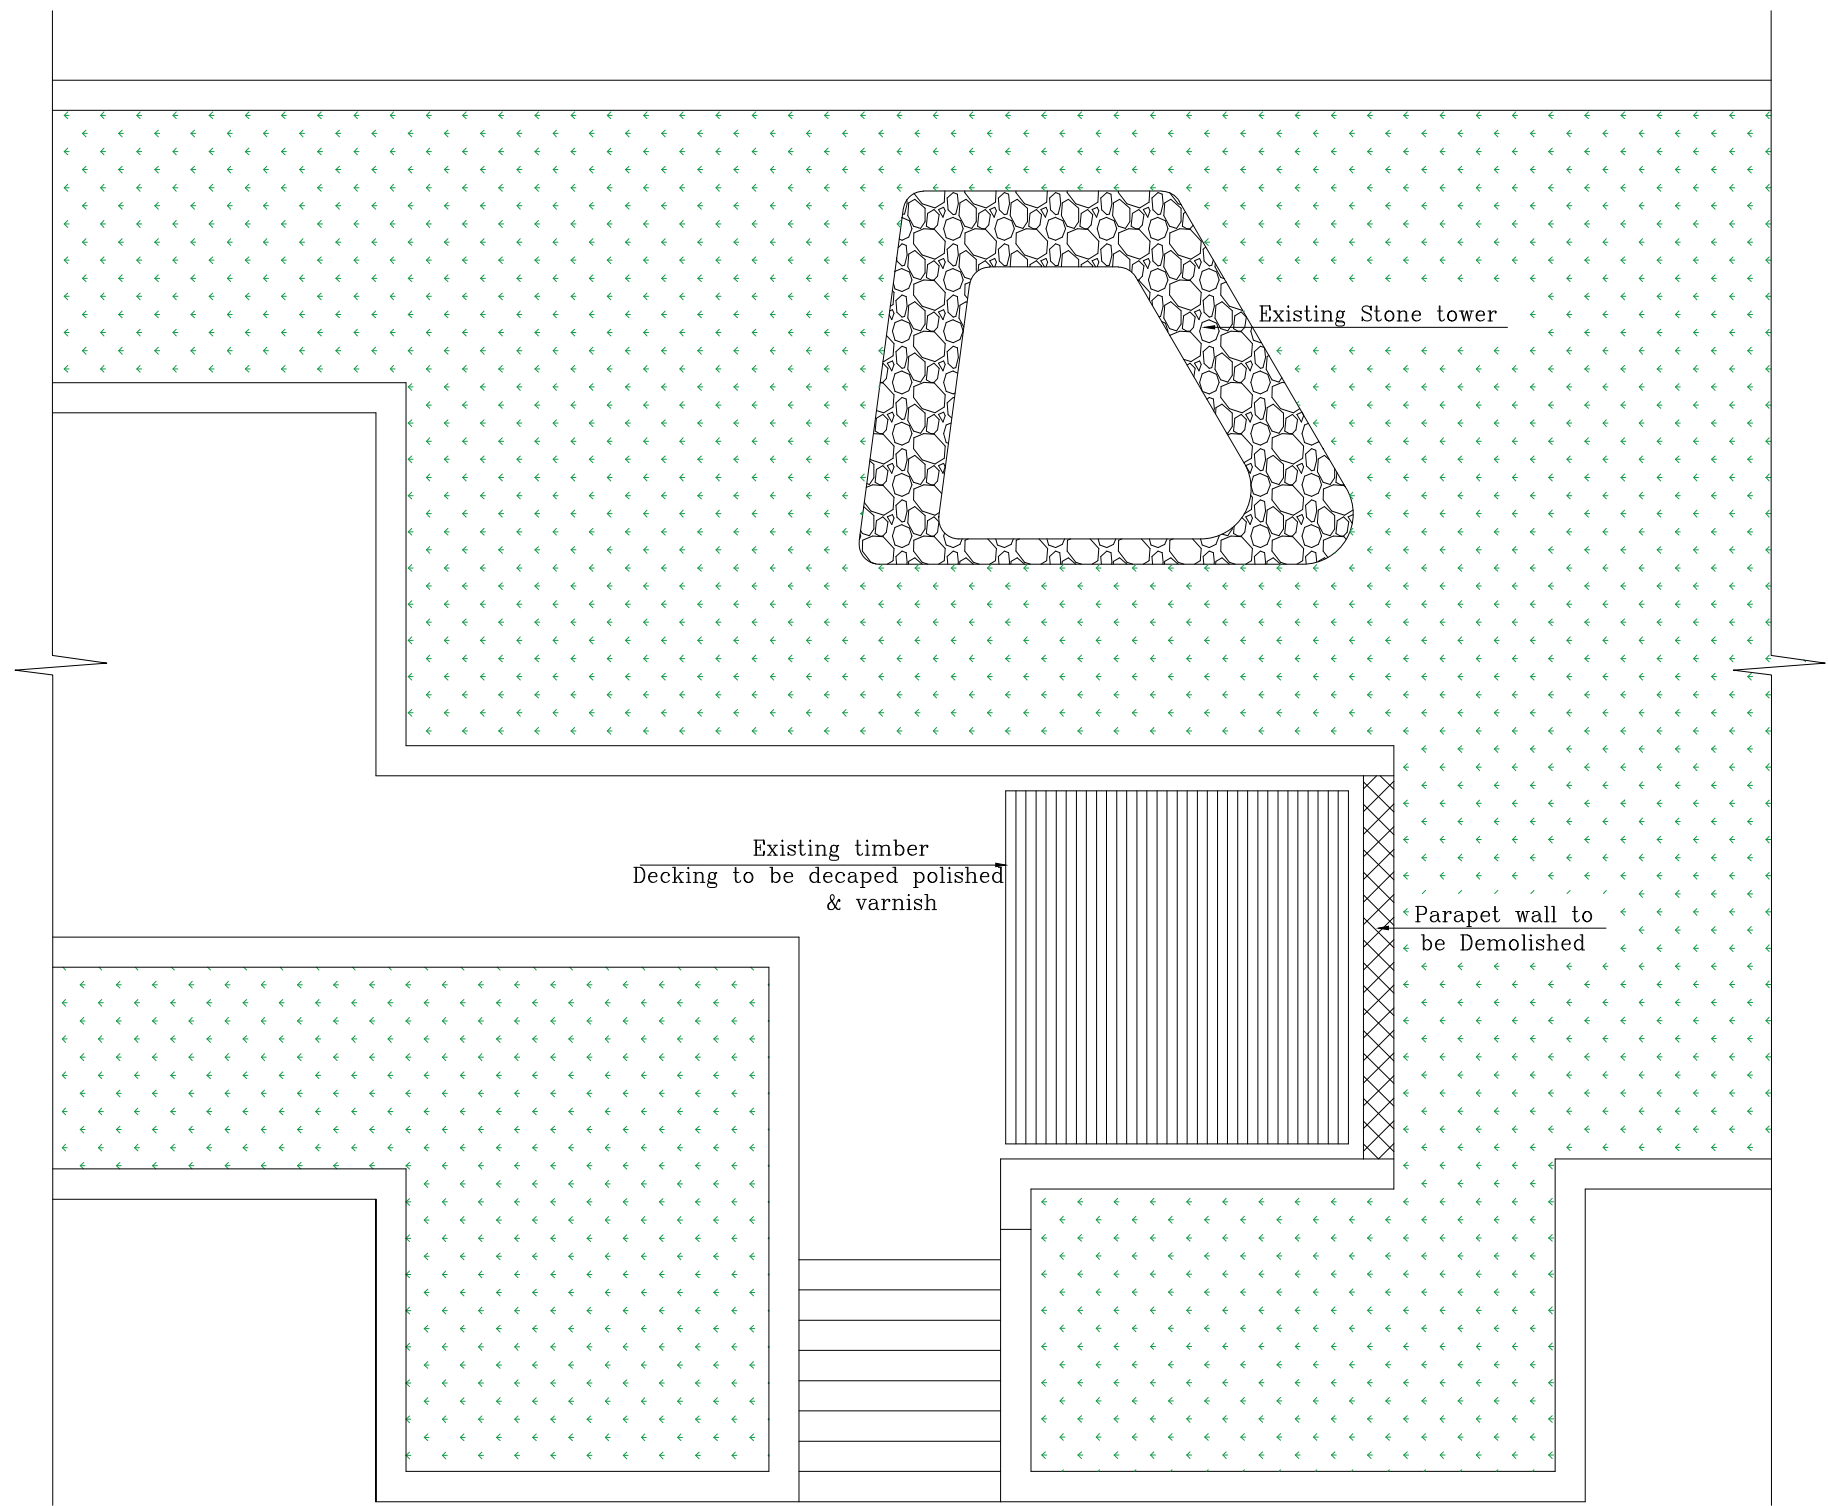 Existing Stone tower
Existing timber
Decking to be decaped polished
& varnish
Parapet wall to
be Demolished